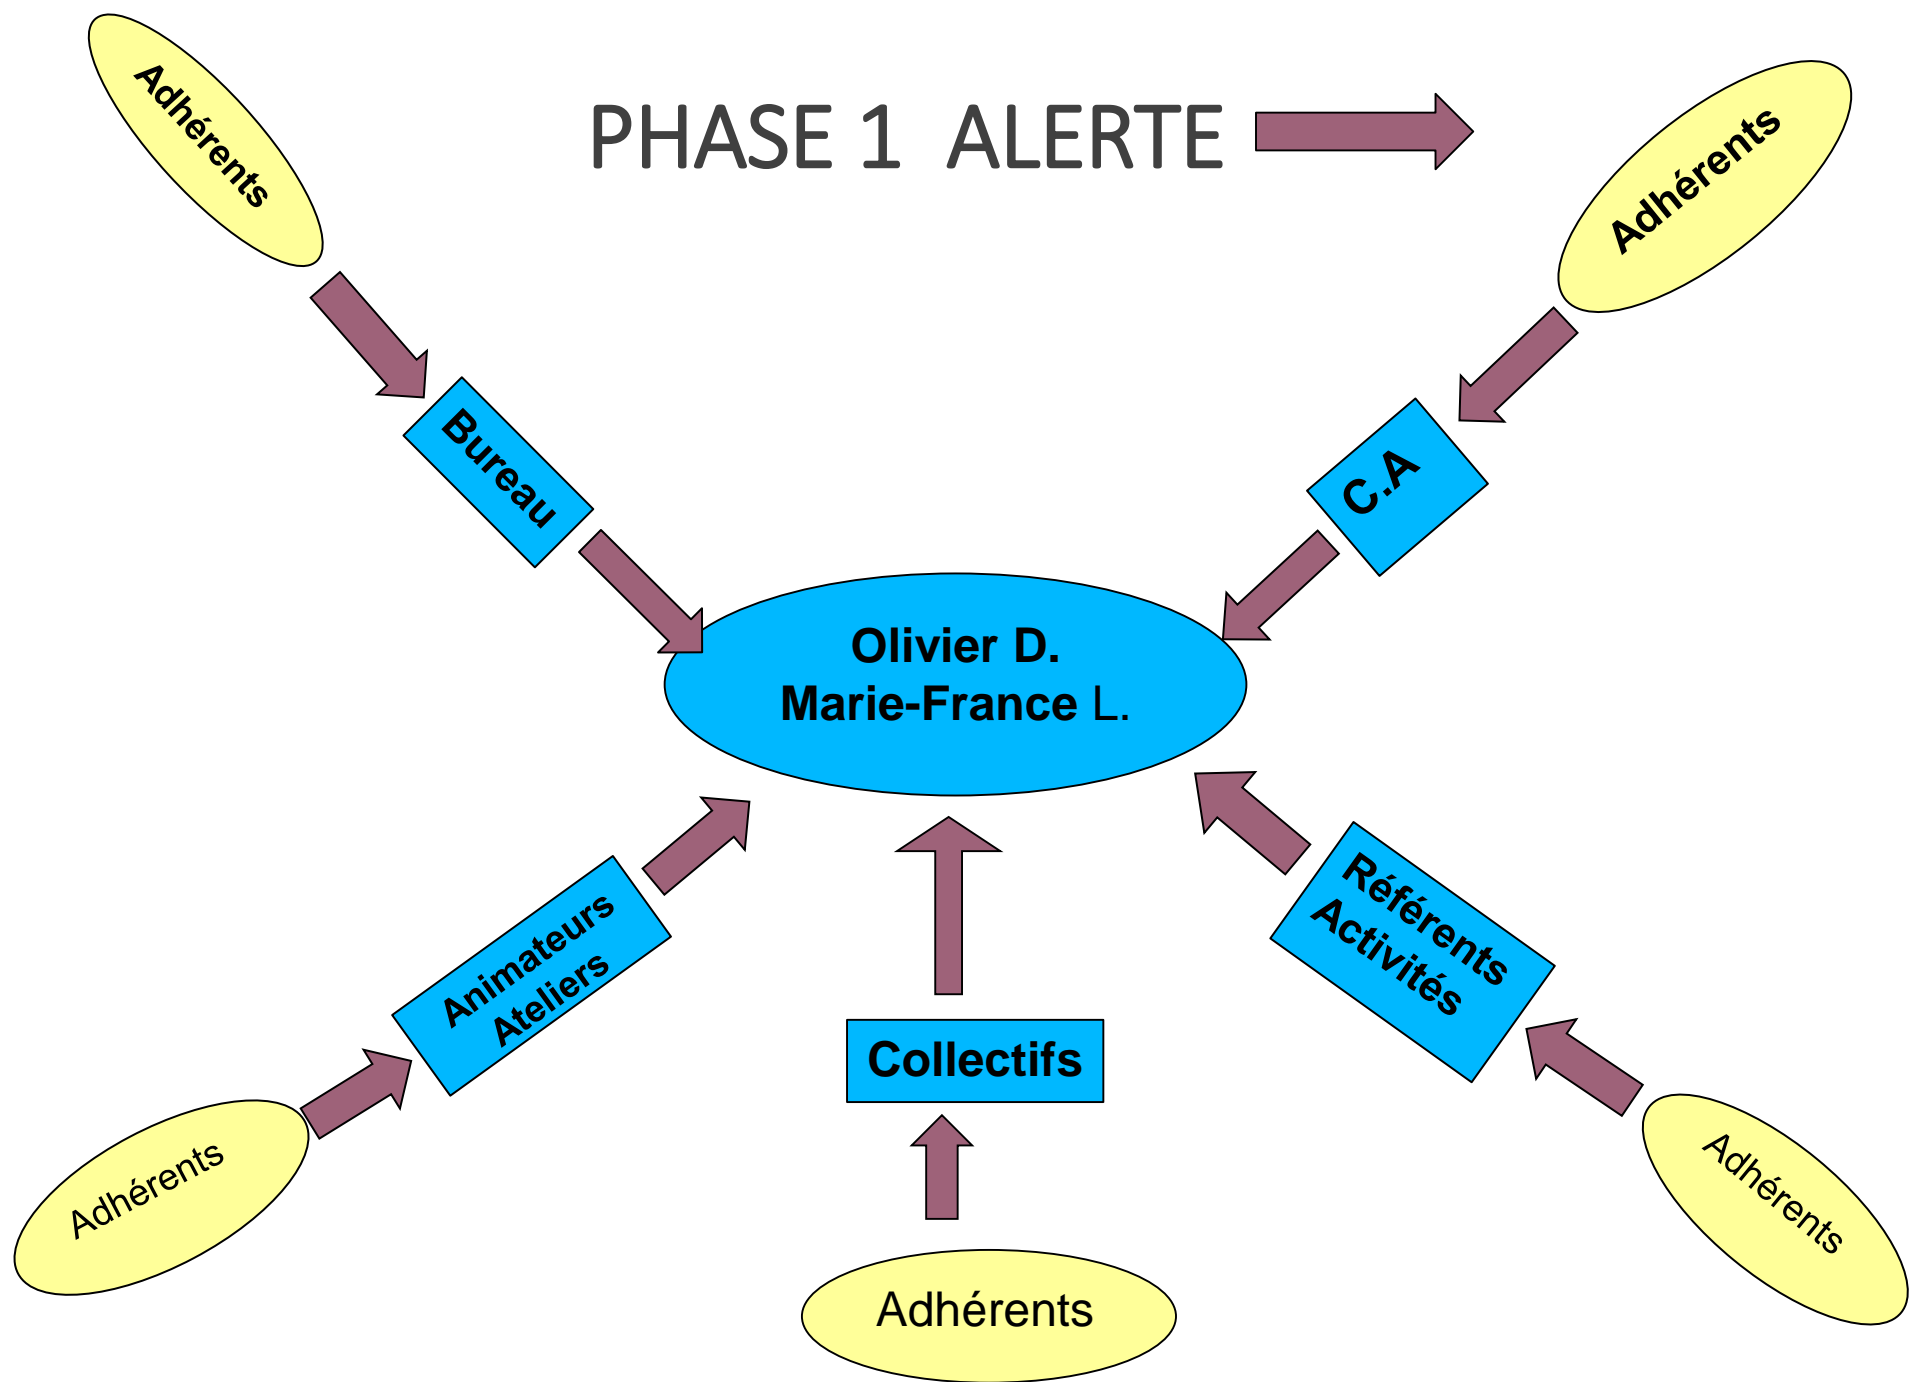 PHASE 1 ALERTE
Adhérents
Adhérents
Bureau
C.A
Olivier D.
Marie-France L.
Animateurs
Ateliers
Référents
Activités
Collectifs
Adhérents
Adhérents
Adhérents